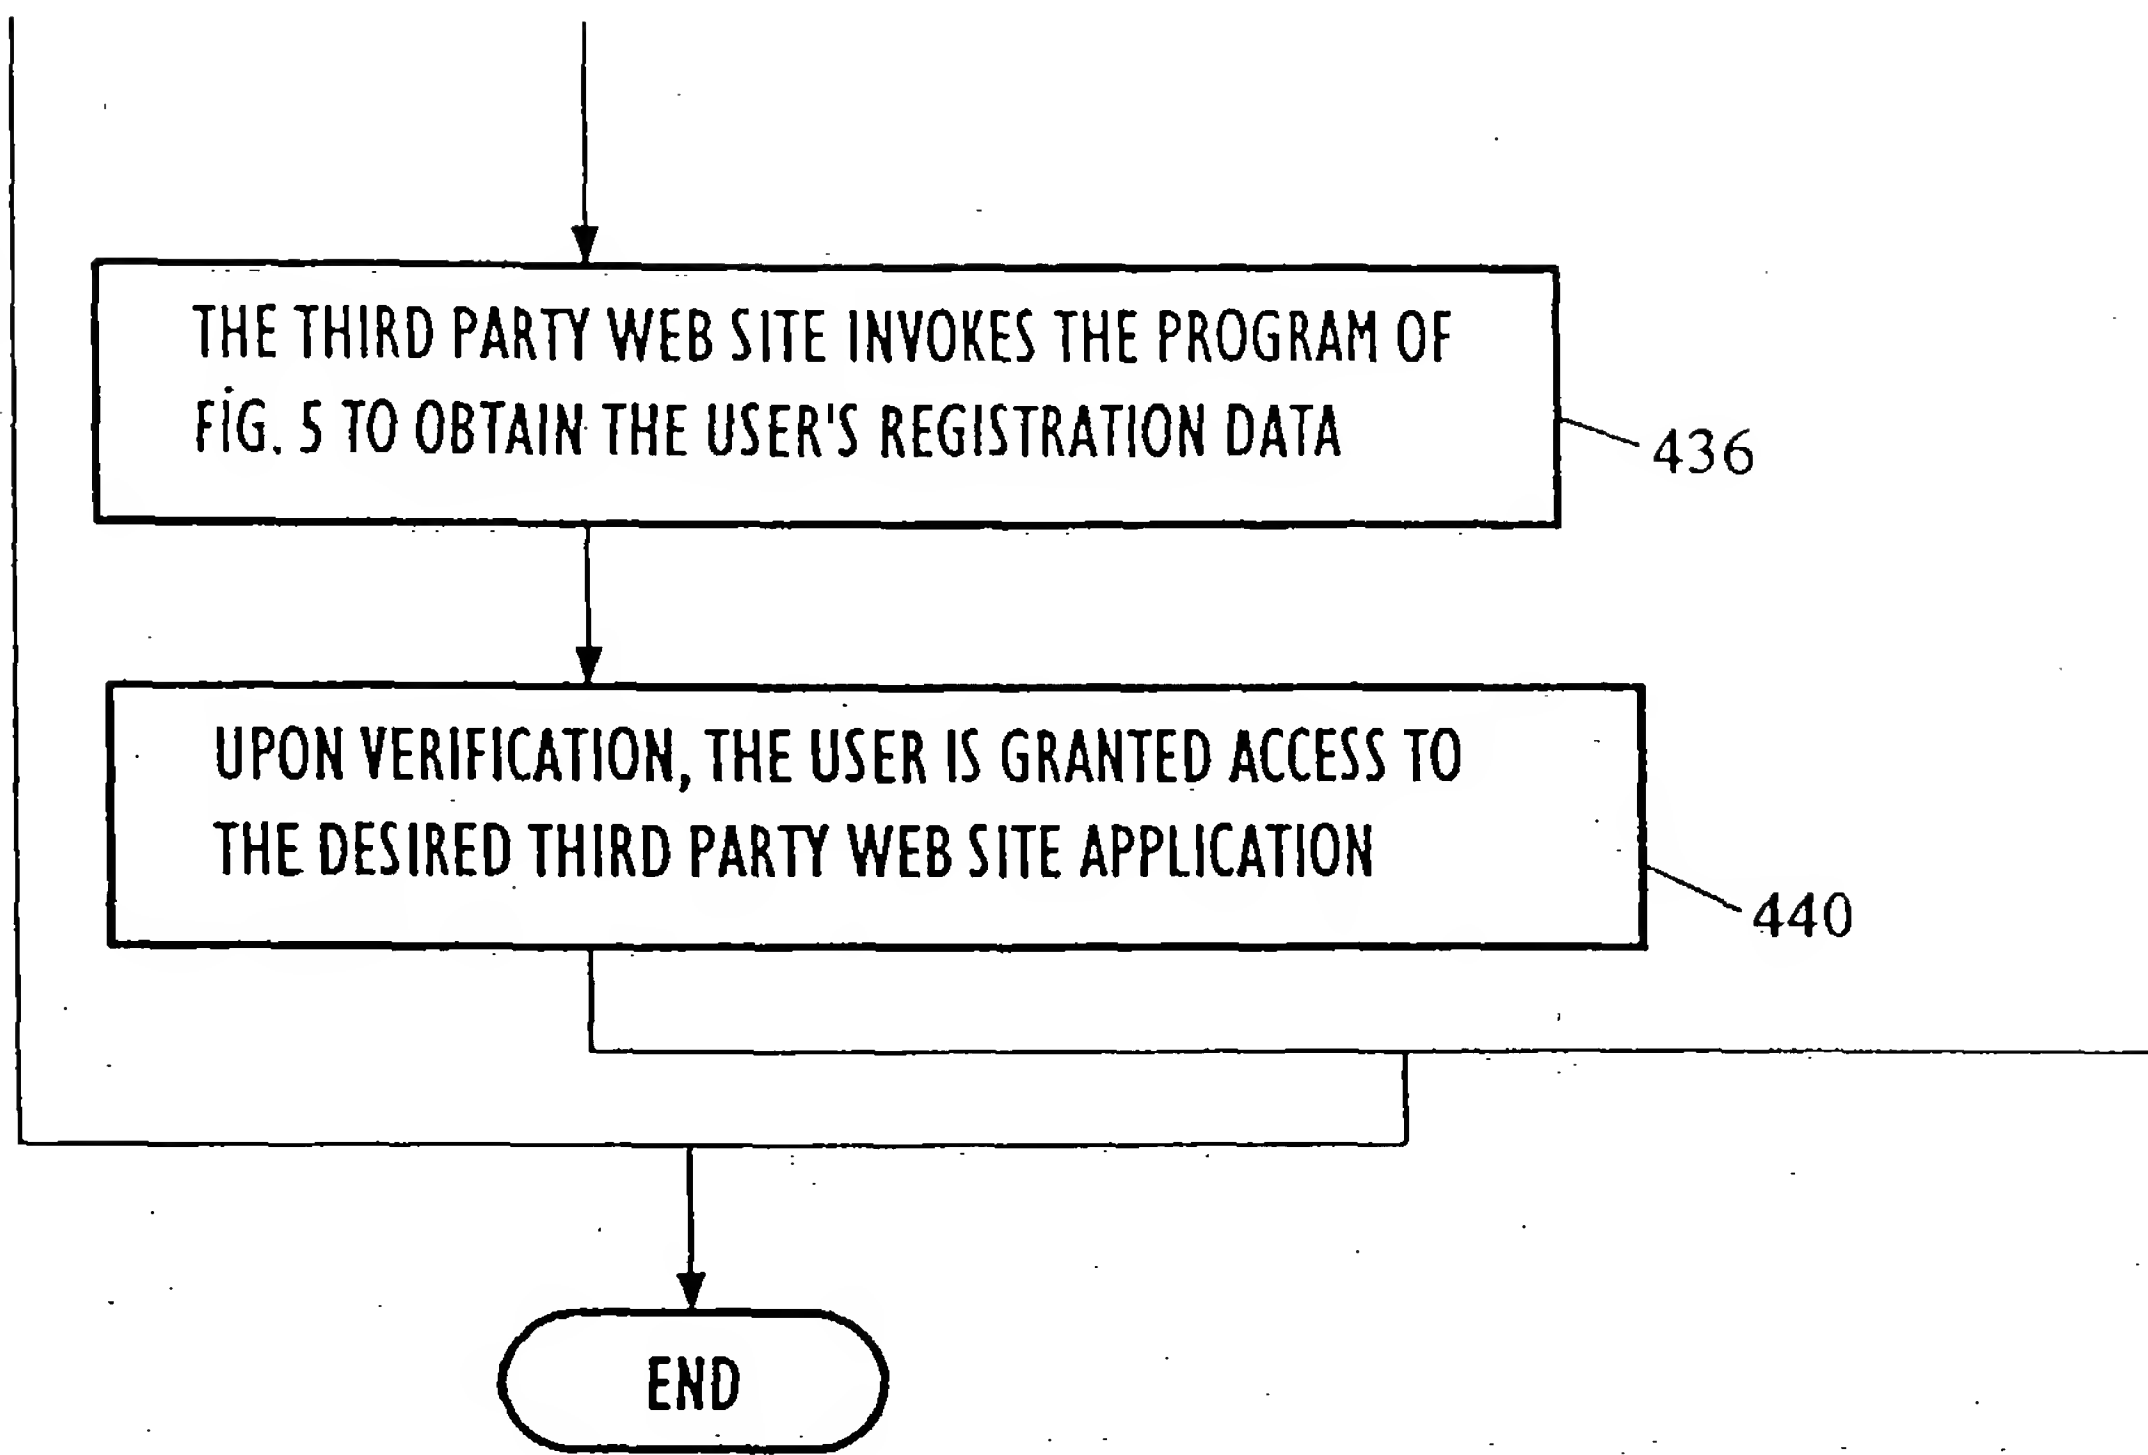 THE THIRD PARTY WEB SITE INVOKES THE PROGRAM OF
FIG. 5 TO OBTAIN THE USER'S REGISTRATION DATA
436
UPON VERIFICATION, THE USER IS GRANTED ACCESS TO
THE DESIRED THIRD PARTY WEB SITE APPLICATION
440
END